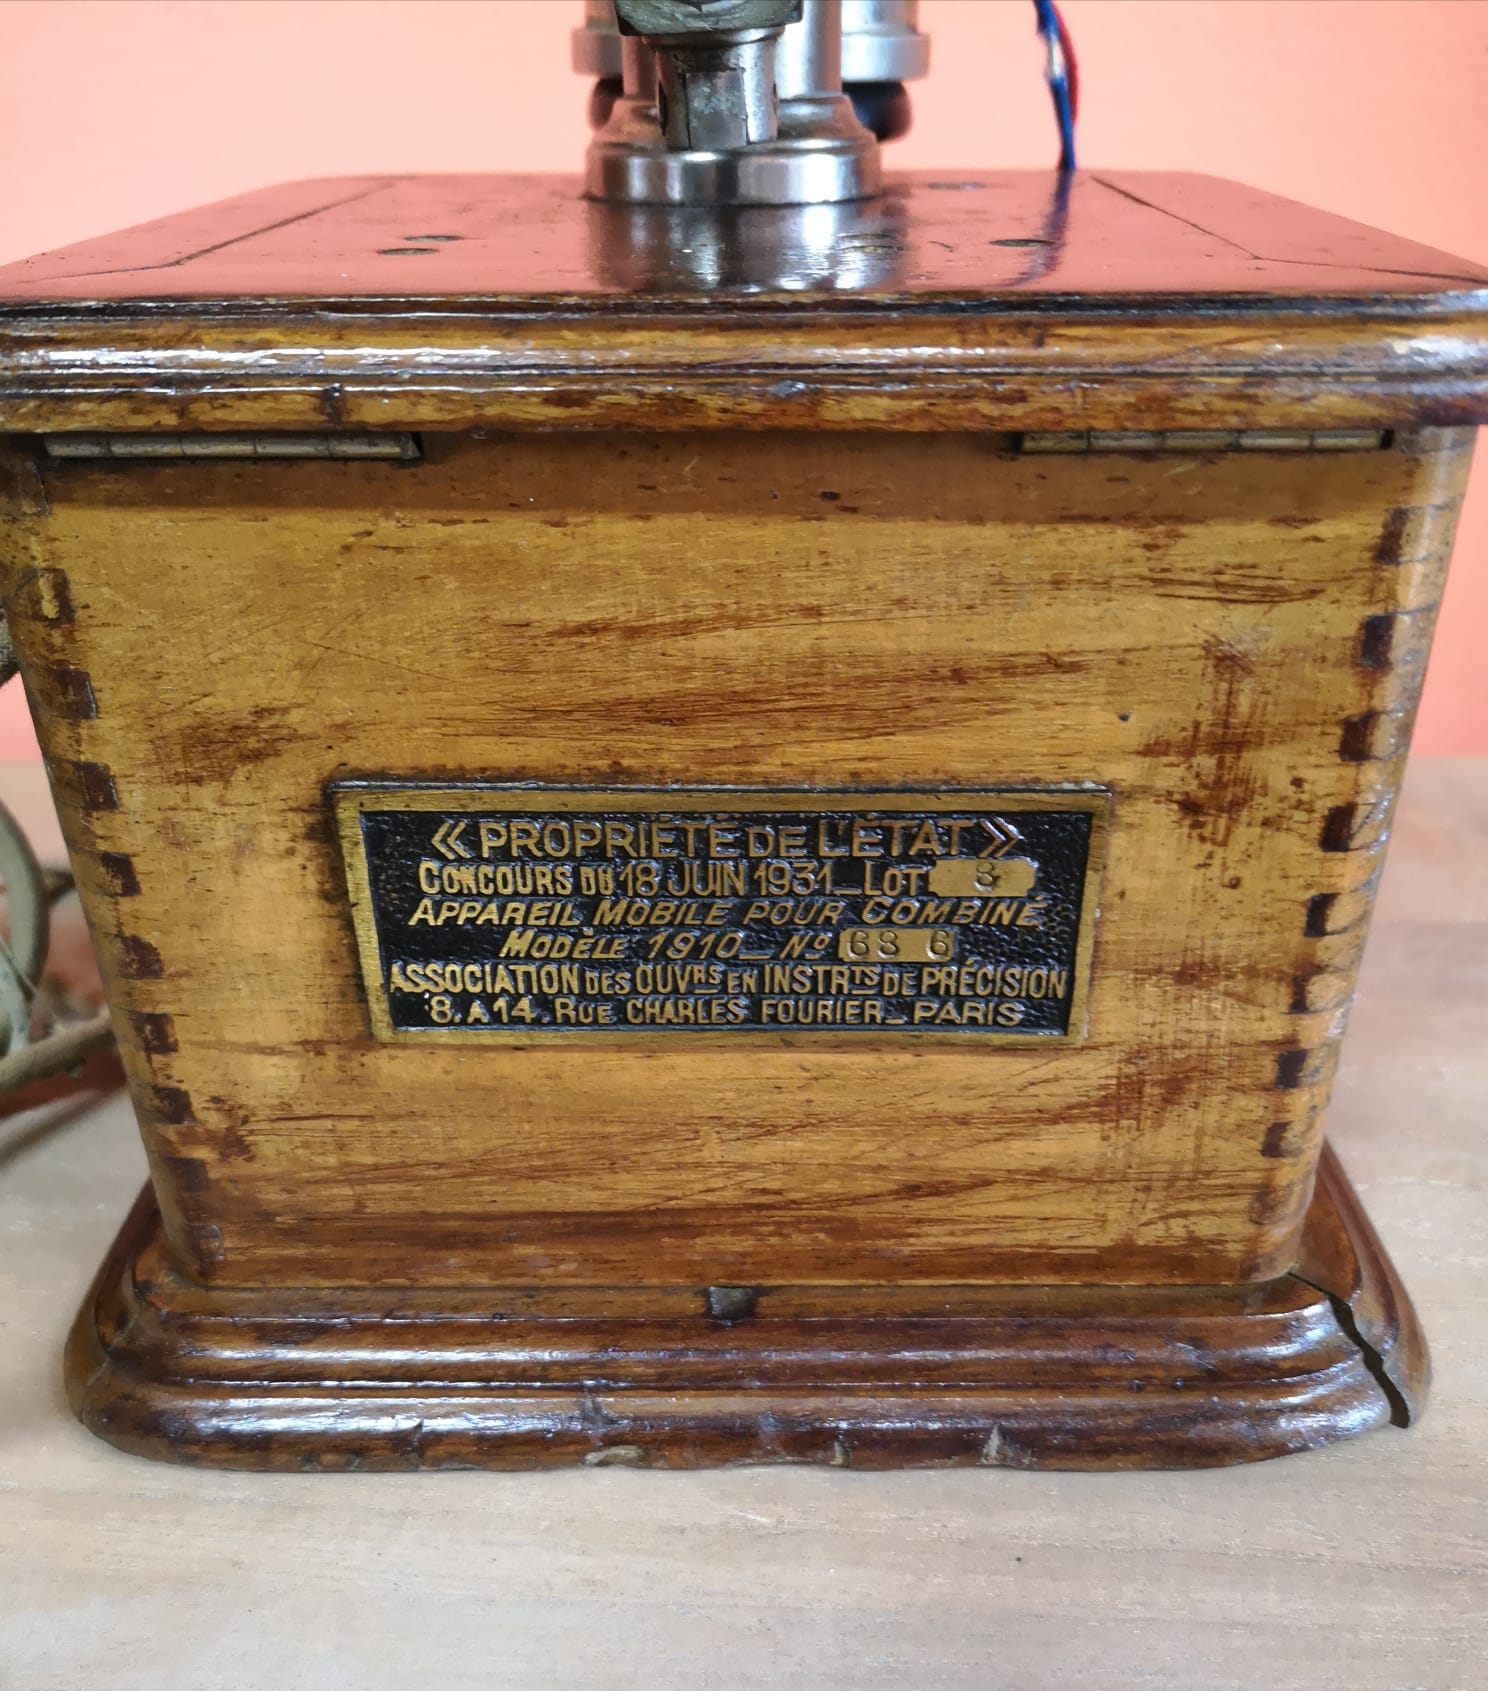 « PROPRIÉTÉ DE L'ÉTAT »
CONCOURS DU 18 JUIN 1931_LOT 8
APPAREIL MOBILE POUR COMBINÉ
MODÈLE 1910_No 68 6
ASSOCIATION DES OUVRS EN INSTRTS DE PRÉCISION
8.A 14.RUE CHARLES FOURIER_PARIS